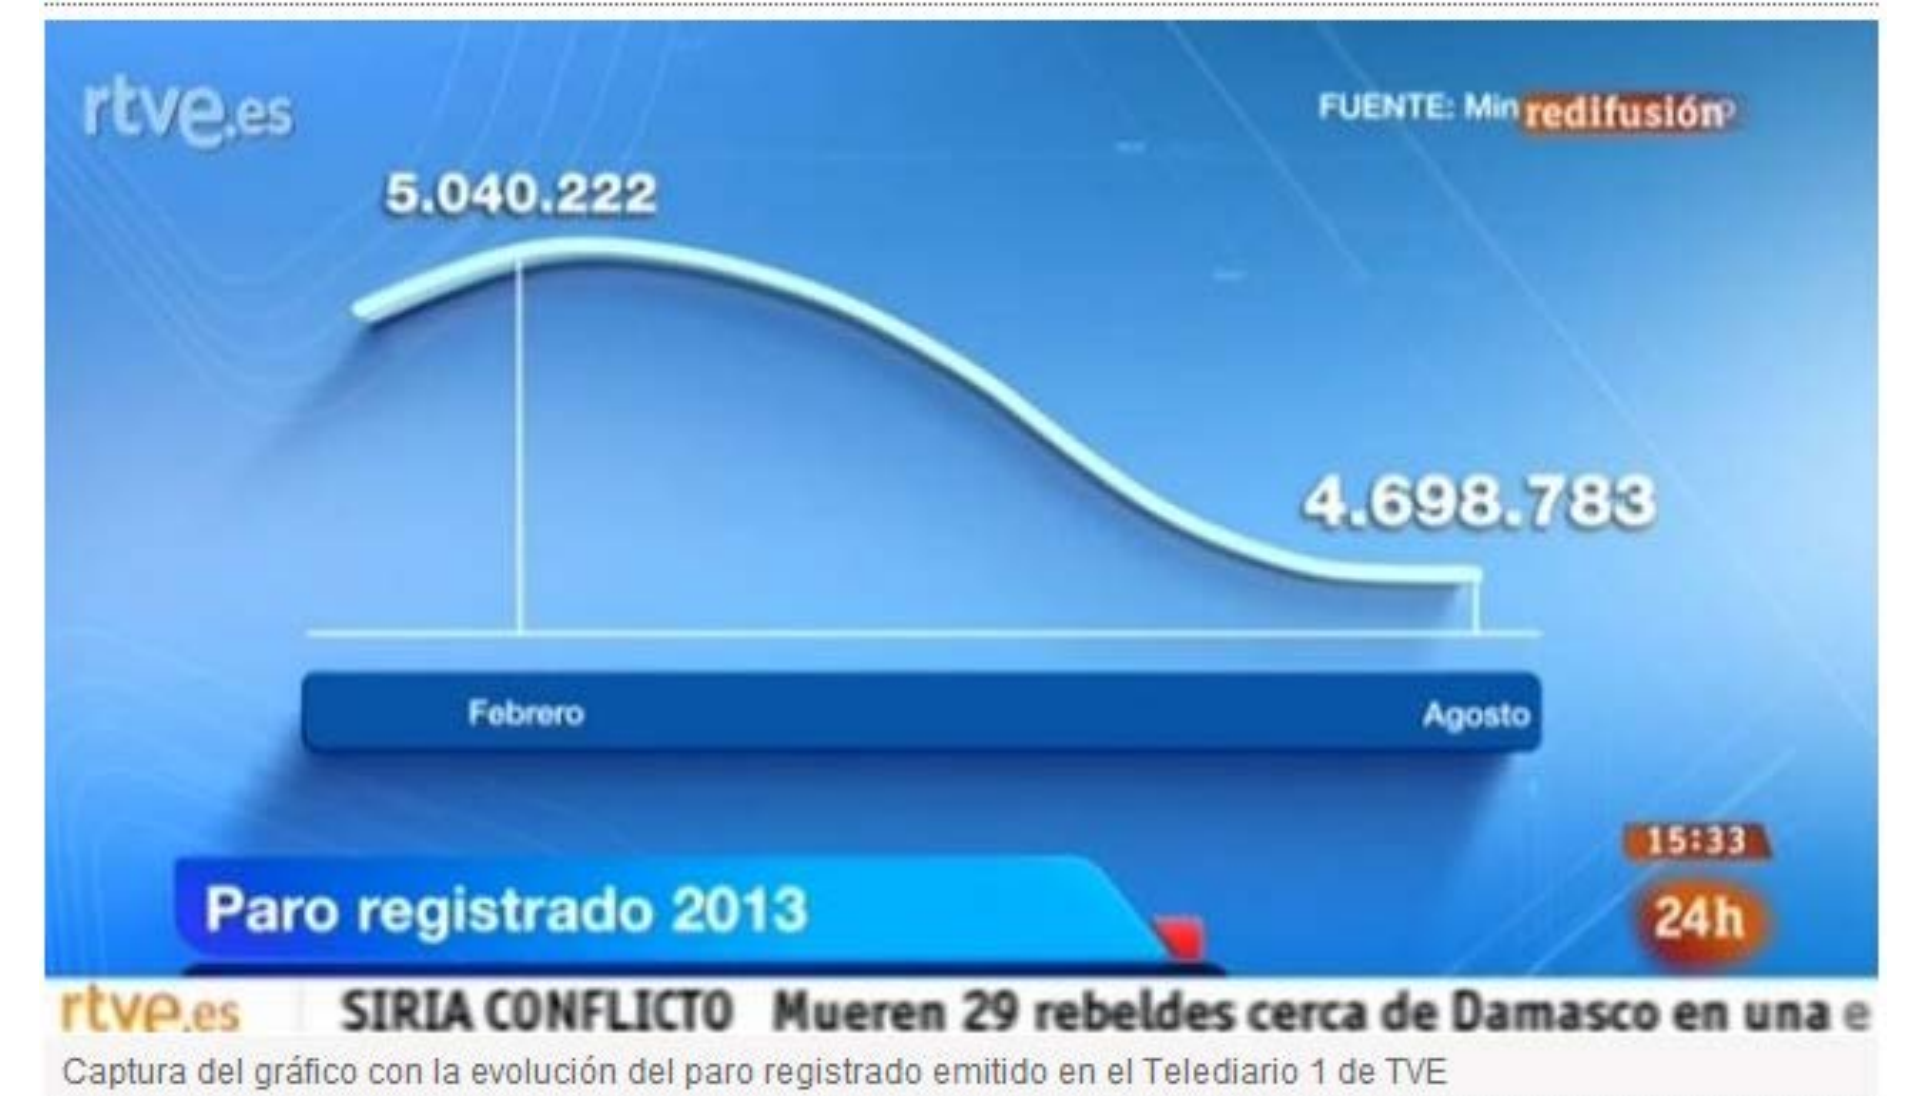 rtve.es
FUENTE: Min redifusión
5.040.222
4.698.783
Febrero Agosto
15:33
Paro registrado 2013
24h
rtve.es SIRIA CONFLICTO Mueren 29 rebeldes cerca de Damasco en una e
Captura del gráfico con la evolución del paro registrado emitido en el Telediario 1 de TVE